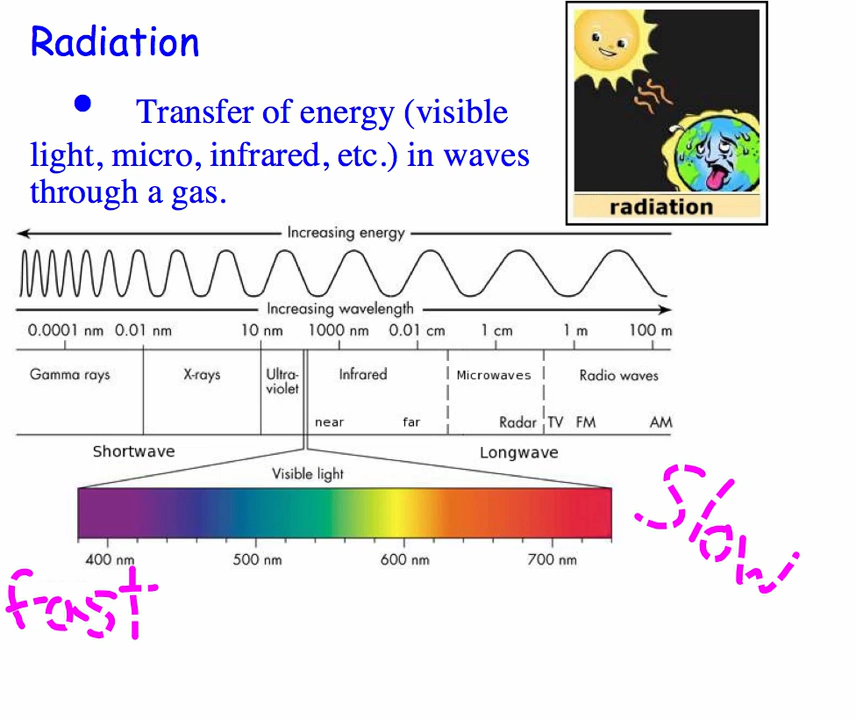 Radiation
• Transfer of energy (visible
light, micro, infrared, etc.) in waves
through a gas.
radiation
Increasing energy
Increasing wavelength
0.0001 nm 0.01 nm 10 nm 1000 nm 0.01 cm 1 cm 1 m 100 m
Gamma rays X-rays Ultra- Infrared Microwaves Radio waves
violet
near far Radar TV FM AM
Shortwave Longwave
Visible light
400 nm 500 nm 600 nm 700 nm
Slow
fast